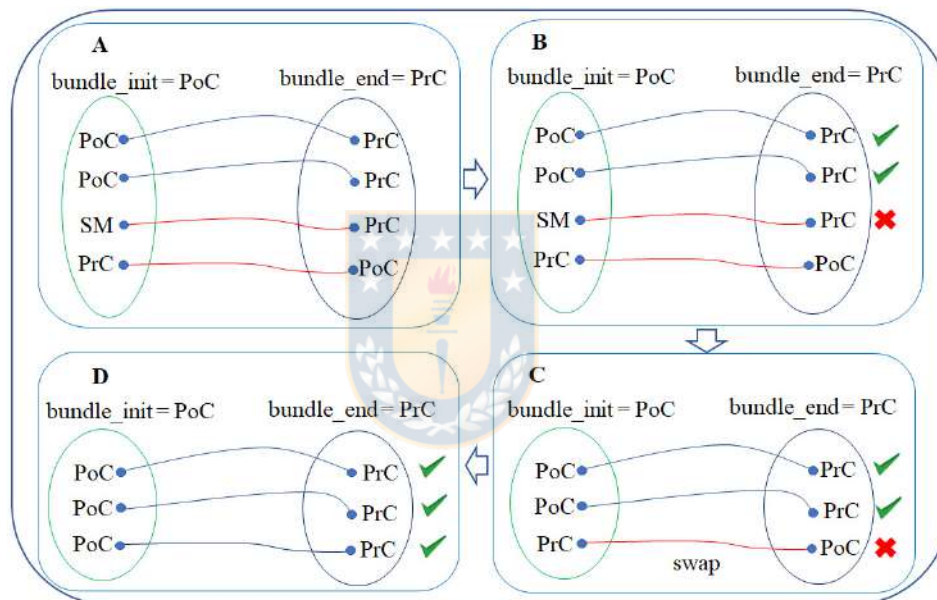 A
bundle_init = PoC
bundle_end = PrC
PoC PrC
PoC PrC
SM PrC
PrC PoC
B
bundle_init = PoC
bundle_end = PrC
PoC PrC
PoC PrC
SM PrC
PrC PoC
D
bundle_init = PoC
bundle_end = PrC
PoC PrC
PoC PrC
PoC PrC
C
bundle_init = PoC
bundle_end = PrC
PoC PrC
PoC PrC
PrC PoC
swap